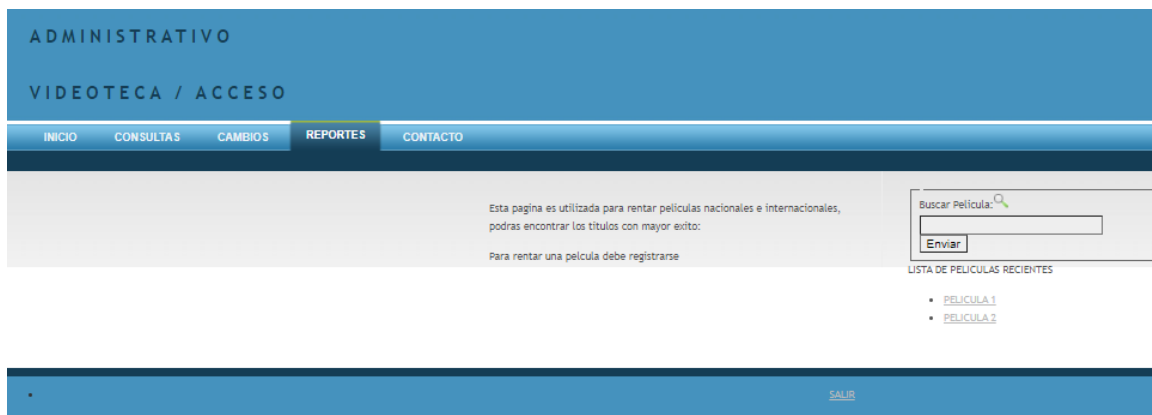 ADMINISTRATIVO
VIDEOTECA / ACCESO
INICIO CONSULTAS CAMBIOS REPORTES CONTACTO
Esta pagina es utilizada para rentar peliculas nacionales e internacionales,
podras encontrar los titulos con mayor exito:
Para rentar una pelcula debe registrarse
Buscar Pelicula:
Enviar
LISTA DE PELICULAS RECIENTES
PELICULA 1
PELICULA 2
SALIR